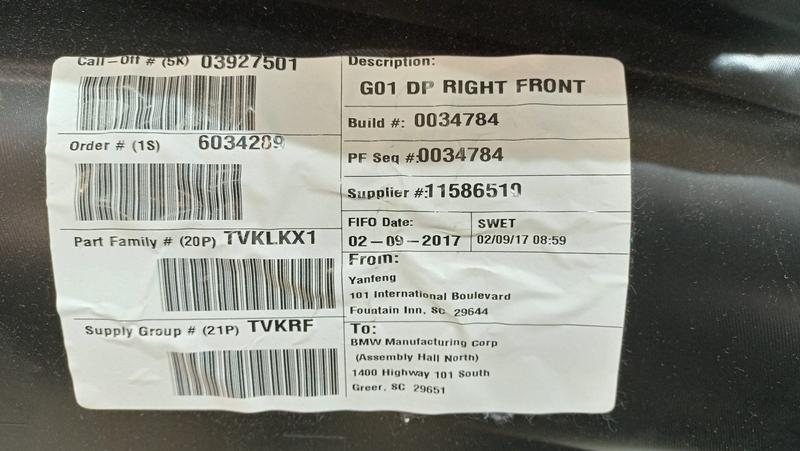 Call-Off # (5K) 03927501
Order # (1S) 6034289
Part Family # (20P) TVKLKX1
Supply Group # (21P) TVKRF
Description:
G01 DP RIGHT FRONT
Build #: 0034784
PF Seq #:0034784
Supplier #:11586519
FIFO Date:
02-09-2017
SWET
02/09/17 08:59
From:
Yanfeng
101 International Boulevard
Fountain Inn, SC 29644
To:
BMW Manufacturing Corp
(Assembly Hall North)
1400 Highway 101 South
Greer, SC 29651